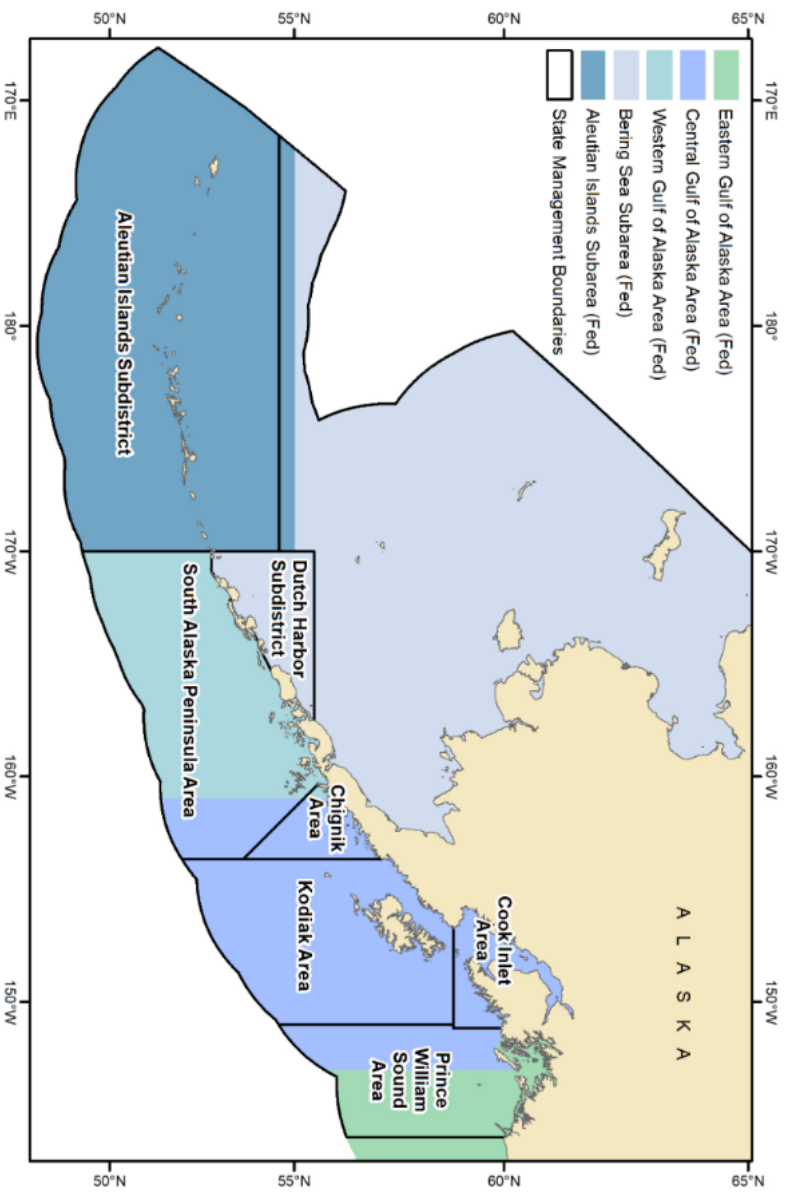 Eastern Gulf of Alaska Area (Fed)
Central Gulf of Alaska Area (Fed)
Western Gulf of Alaska Area (Fed)
Bering Sea Subarea (Fed)
Aleutian Islands Subarea (Fed)
State Management Boundaries
65°N
60°N
55°N
50°N
170°E
180°
170°W
160°W
150°W
170°E
180°
170°W
160°W
150°W
65°N
60°N
55°N
50°N
ALASKA
Cook Inlet
Area
Prince
William
Sound
Area
Chignik
Area
Kodiak Area
Dutch Harbor
Subdistrict
South Alaska Peninsula Area
Aleutian Islands Subdistrict